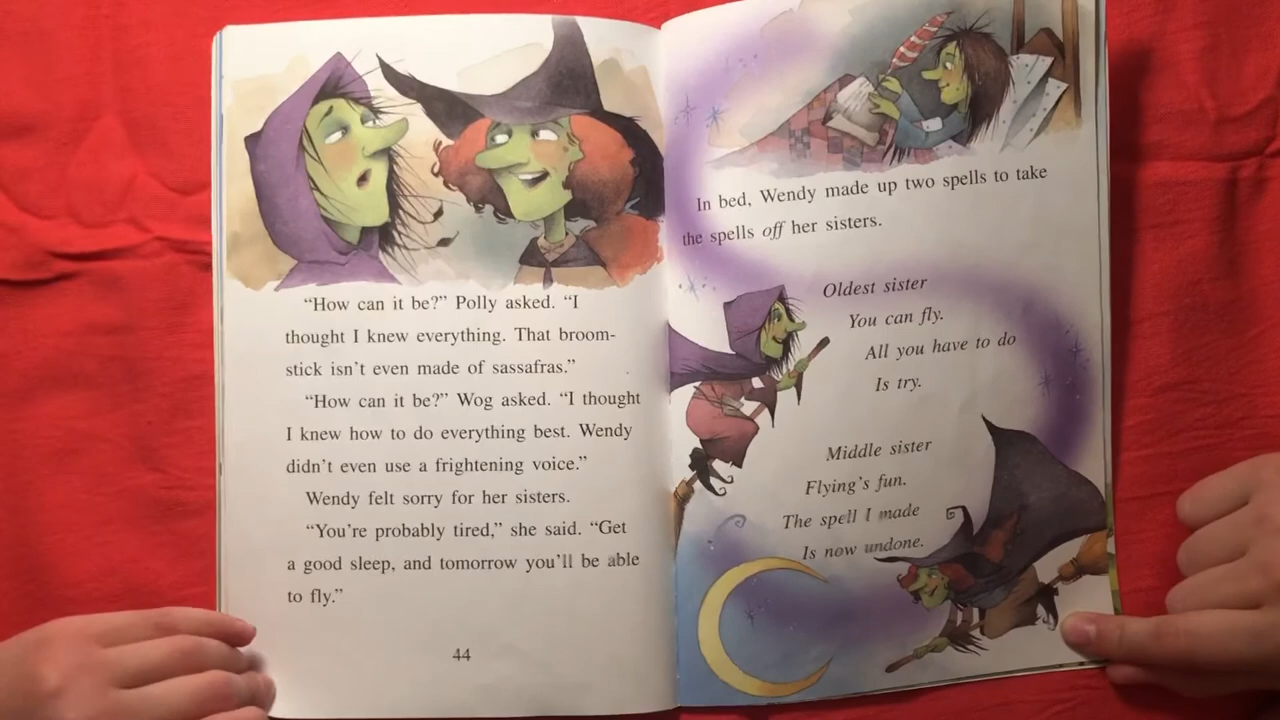 “How can it be?” Polly asked. “I
thought I knew everything. That broom-
stick isn’t even made of sassafras.”
“How can it be?” Wog asked. “I thought
I knew how to do everything best. Wendy
didn’t even use a frightening voice.”
Wendy felt sorry for her sisters.
“You’re probably tired,” she said. “Get
a good sleep, and tomorrow you’ll be able
to fly.”
44
In bed, Wendy made up two spells to take
the spells off her sisters.
Oldest sister
You can fly.
All you have to do
Is try.
Middle sister
Flying’s fun.
The spell I made
Is now undone.